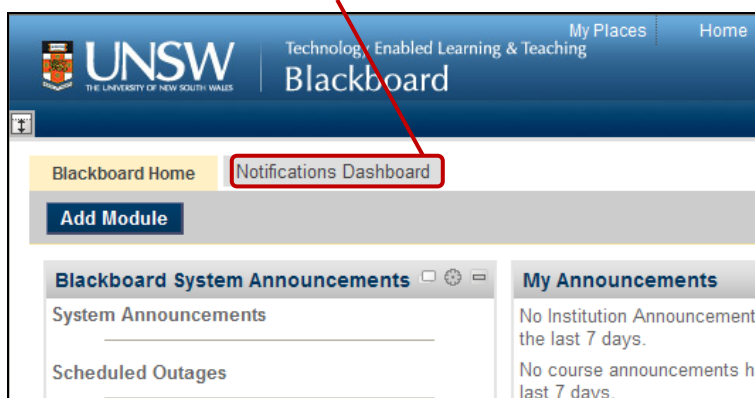 My Places Home
UNSW
THE UNIVERSITY OF NEW SOUTH WALES
Technology Enabled Learning & Teaching
Blackboard
Blackboard Home Notifications Dashboard
Add Module
Blackboard System Announcements
System Announcements
Scheduled Outages
My Announcements
No Institution Announcement
the last 7 days.
No course announcements h
last 7 days.